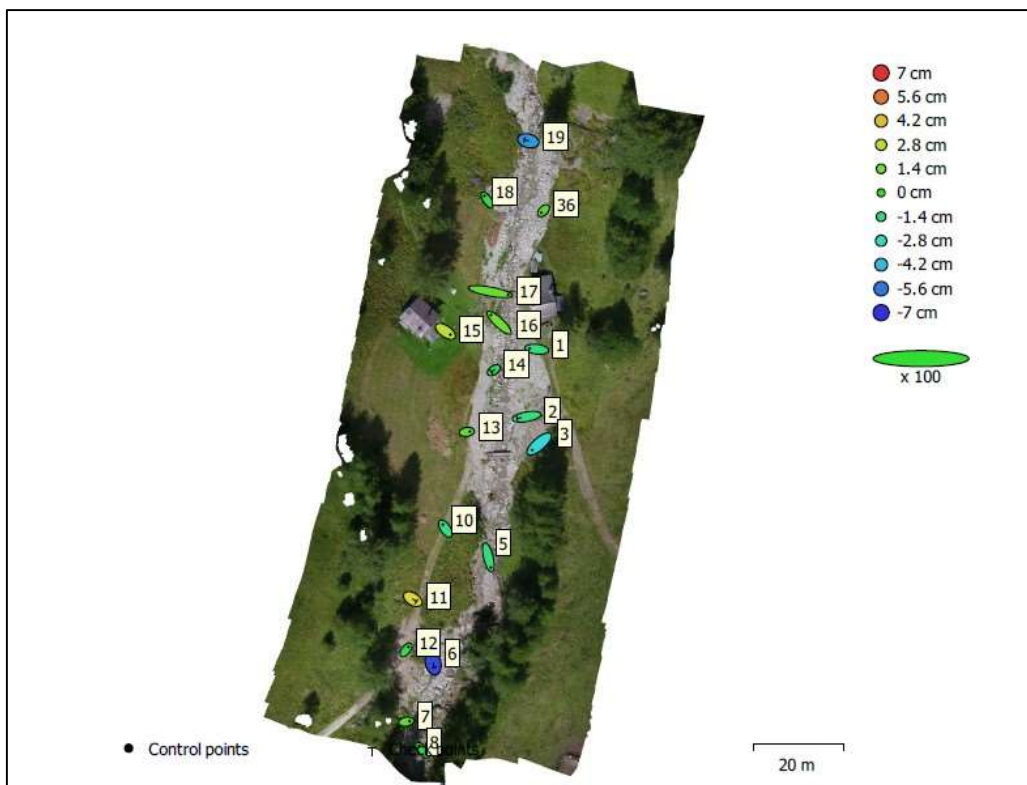 7 cm
5.6 cm
4.2 cm
2.8 cm
1.4 cm
0 cm
-1.4 cm
-2.8 cm
-4.2 cm
-5.6 cm
-7 cm
x 100
19
18
36
17
16
15
1
14
2
13
3
10
5
11
12
6
7
8
Control points
Check points
20 m